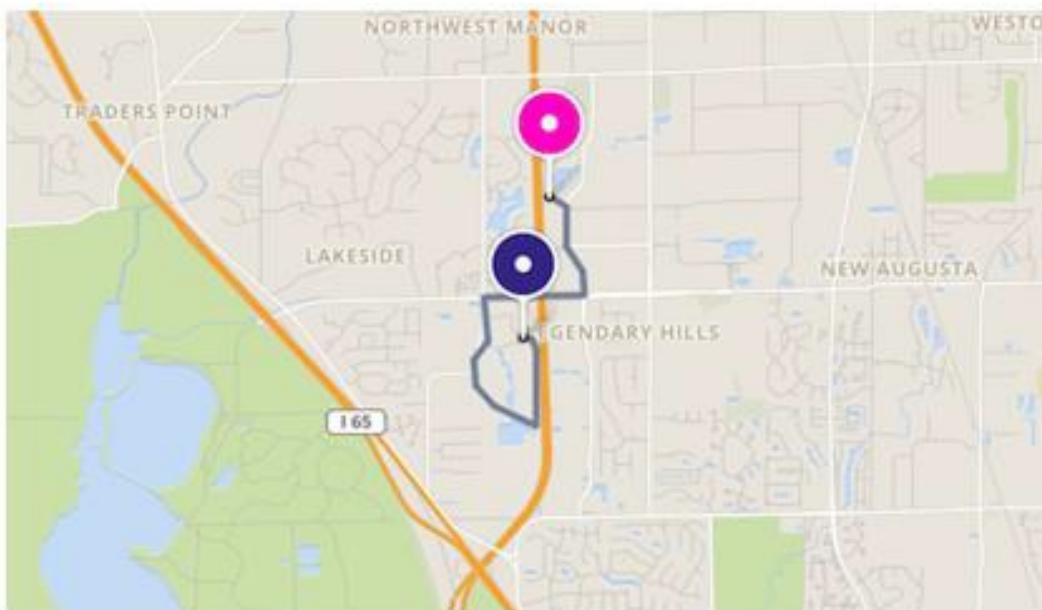 NORTHWEST MANOR
WESTO
TRADERS POINT
LAKESIDE
NEW AUGUSTA
GENDARY HILLS
I 65